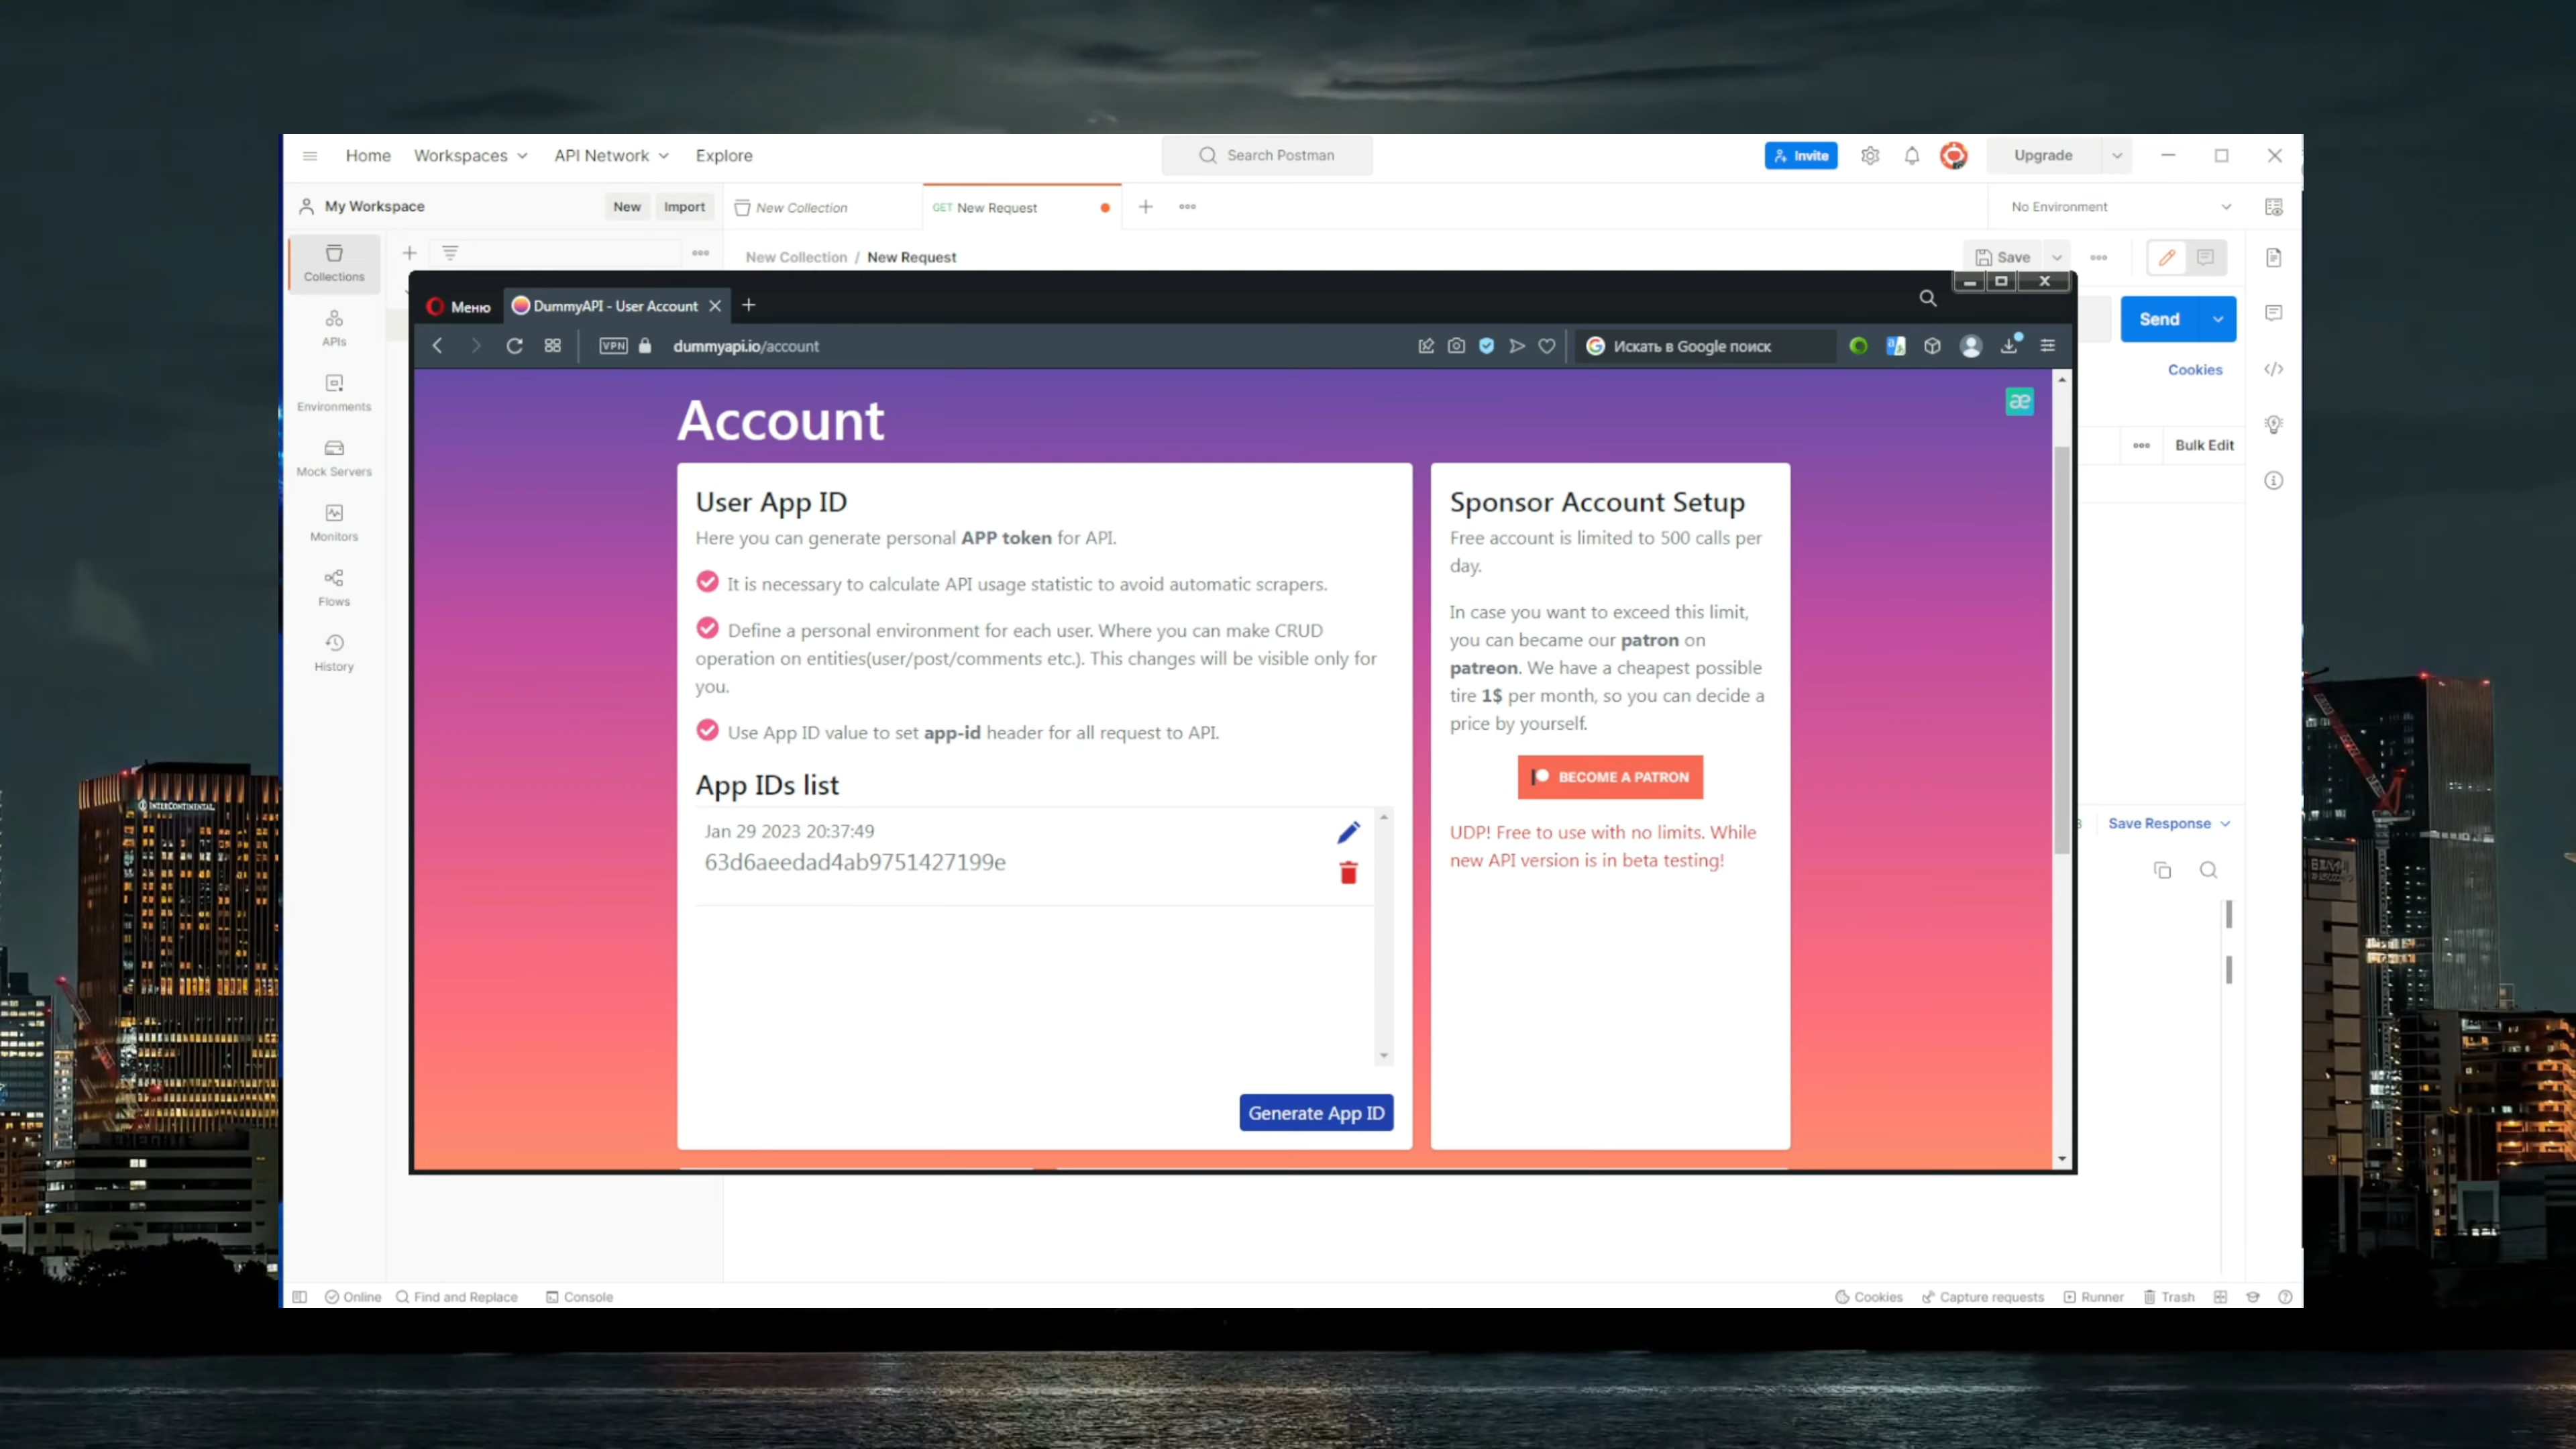 Home
Workspaces
API Network
Explore
Search Postman
Invite
Upgrade
My Workspace
New
Import
New Collection
GET New Request
No Environment
Collections
New Collection / New Request
Save
Меню
DummyAPI - User Account
Send
APIs
VPN
dummyapi.io/account
Искать в Google поиск
Cookies
Environments
æ
Account
Bulk Edit
Mock Servers
User App ID
Here you can generate personal APP token for API.
It is necessary to calculate API usage statistic to avoid automatic scrapers.
Define a personal environment for each user. Where you can make CRUD
operation on entities(user/post/comments etc.). This changes will be visible only for
you.
Use App ID value to set app-id header for all request to API.
App IDs list
Jan 29 2023 20:37:49
63d6aeedad4ab9751427199e
Generate App ID
Sponsor Account Setup
Free account is limited to 500 calls per
day.
In case you want to exceed this limit,
you can became our patron on
patreon. We have a cheapest possible
tire 1$ per month, so you can decide a
price by yourself.
BECOME A PATRON
UDP! Free to use with no limits. While
new API version is in beta testing!
Monitors
Flows
History
Save Response
INTERCONTINENTAL
Online
Find and Replace
Console
Cookies
Capture requests
Runner
Trash